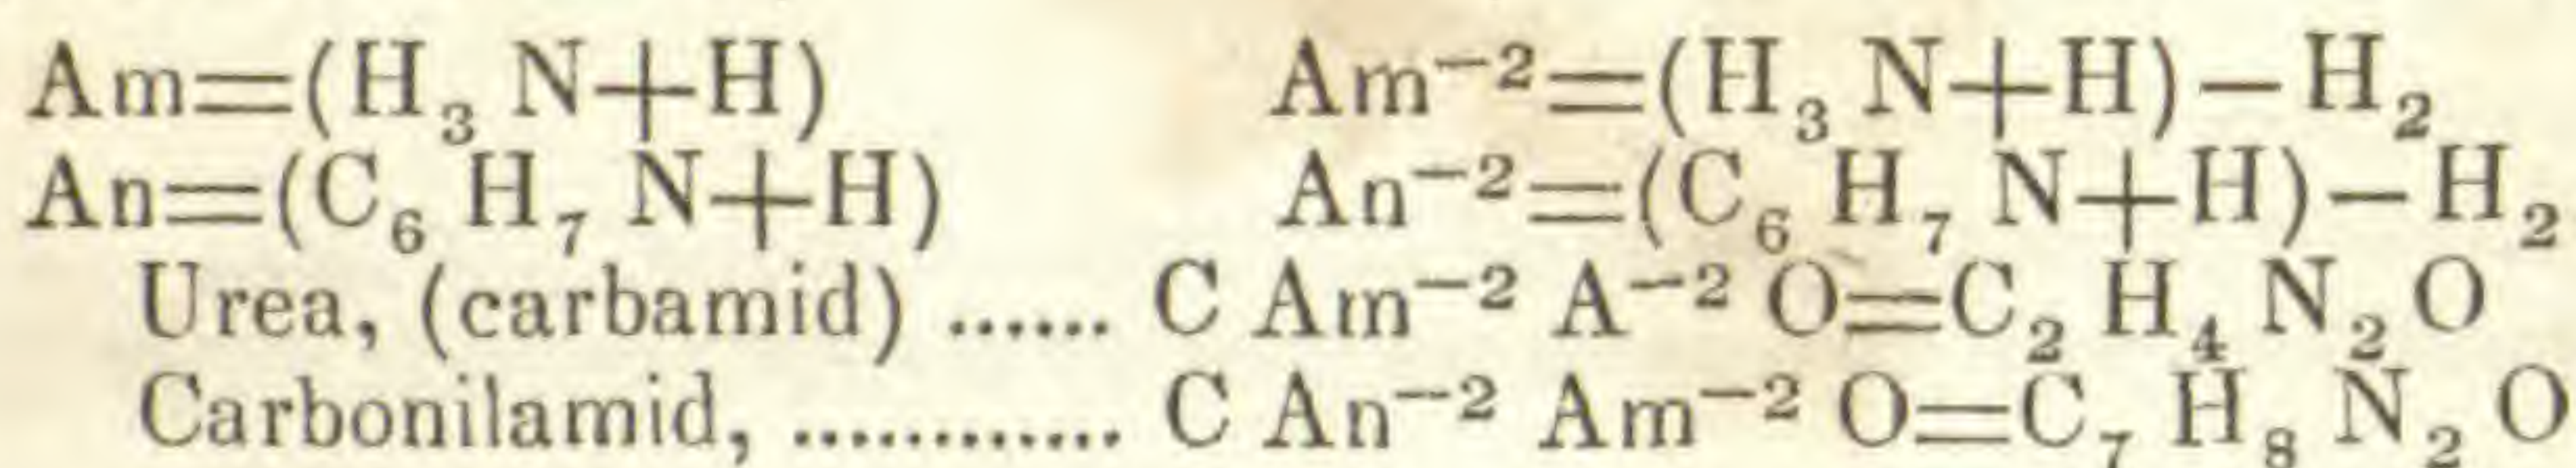 Am=(H₃ N+H) Am⁻²=(H₃ N+H)−H₂
An=(C₆ H₇ N+H) An⁻²=(C₆ H₇ N+H)−H₂
Urea, (carbamid) ...... C Am⁻² A⁻² O=C₂ H₄ N₂ O
Carbonilamid, ............ C An⁻² Am⁻² O=C₇ H₈ N₂ O